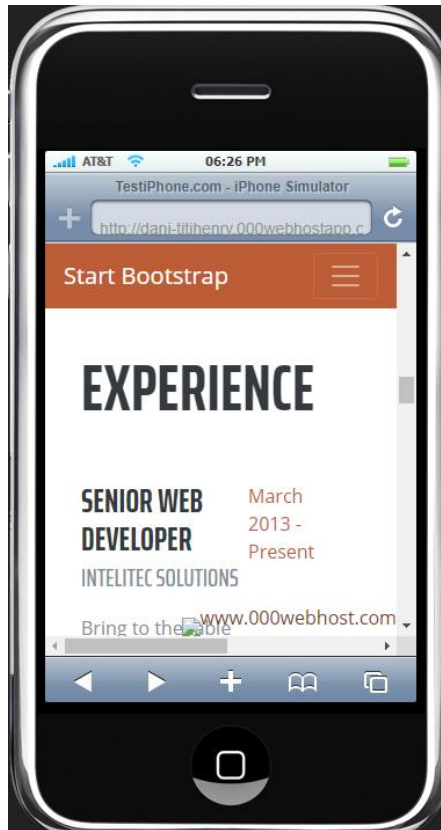 AT&T 06:26 PM
TestiPhone.com - iPhone Simulator
http://dani-titihenry.000webhostapp.c
Start Bootstrap
EXPERIENCE
SENIOR WEB
DEVELOPER
March
2013 -
Present
INTELITEC SOLUTIONS
www.000webhost.com
Bring to the table